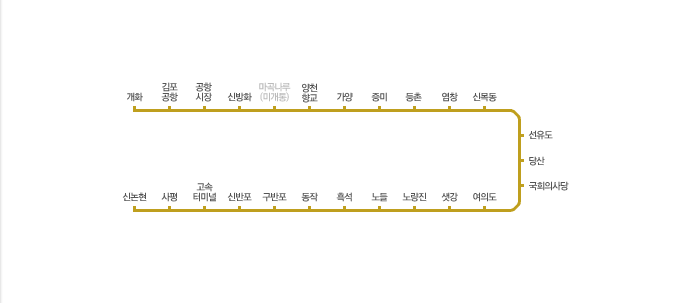 개화
김포
공항
공항
시장
신방화
마곡나루
(미개통)
양천
향교
가양
증미
등촌
염창
신목동
선유도
당산
국회의사당
신논현
사평
고속
터미널
신반포
구반포
동작
흑석
노들
노량진
샛강
여의도